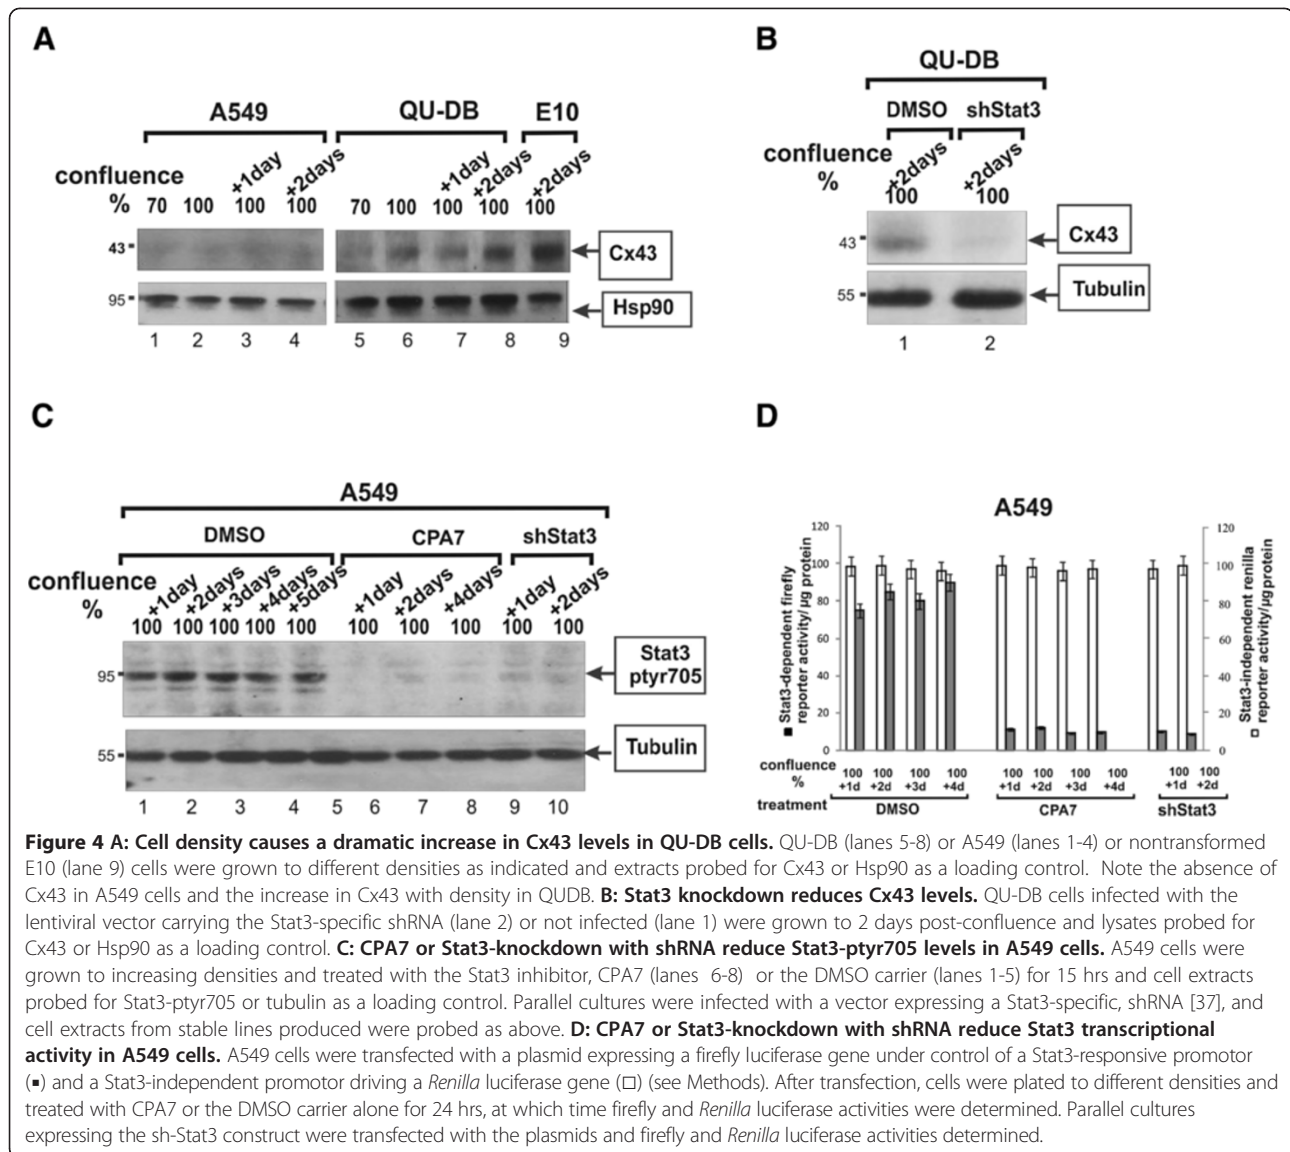 A
A549
QU-DB
E10
confluence
%
+1day
+2days
+1day
+2days
+2days
70 100 100 100 70 100 100 100 100
43
Cx43
95
Hsp90
1 2 3 4 5 6 7 8 9
B
QU-DB
DMSO shStat3
confluence
%
+2days
+2days
100 100
43
Cx43
55
Tubulin
1 2
C
A549
DMSO CPA7 shStat3
confluence
%
+1day
+2days
+3days
+4days
+5days
+1day
+2days
+4days
+1day
+2days
100 100 100 100 100 100 100 100 100 100
95
Stat3
ptyr705
55
Tubulin
1 2 3 4 5 6 7 8 9 10
D
A549
■ Stat3-dependent firefly
reporter activity/ µg protein
120
100
80
60
40
20
0
120
100
80
60
40
20
0
□ Stat3-independent renilla
reporter activity/µg protein
confluence
%
100 100 100 100 100 100 100 100 100 100
+1d +2d +3d +4d +1d +2d +3d +4d +1d +2d
treatment
DMSO CPA7 shStat3
Figure 4 A: Cell density causes a dramatic increase in Cx43 levels in QU-DB cells. QU-DB (lanes 5-8) or A549 (lanes 1-4) or nontransformed
E10 (lane 9) cells were grown to different densities as indicated and extracts probed for Cx43 or Hsp90 as a loading control. Note the absence of
Cx43 in A549 cells and the increase in Cx43 with density in QUDB. B: Stat3 knockdown reduces Cx43 levels. QU-DB cells infected with the
lentiviral vector carrying the Stat3-specific shRNA (lane 2) or not infected (lane 1) were grown to 2 days post-confluence and lysates probed for
Cx43 or Hsp90 as a loading control. C: CPA7 or Stat3-knockdown with shRNA reduce Stat3-ptyr705 levels in A549 cells. A549 cells were
grown to increasing densities and treated with the Stat3 inhibitor, CPA7 (lanes 6-8) or the DMSO carrier (lanes 1-5) for 15 hrs and cell extracts
probed for Stat3-ptyr705 or tubulin as a loading control. Parallel cultures were infected with a vector expressing a Stat3-specific, shRNA [37], and
cell extracts from stable lines produced were probed as above. D: CPA7 or Stat3-knockdown with shRNA reduce Stat3 transcriptional
activity in A549 cells. A549 cells were transfected with a plasmid expressing a firefly luciferase gene under control of a Stat3-responsive promotor
(▪) and a Stat3-independent promotor driving a Renilla luciferase gene (□) (see Methods). After transfection, cells were plated to different densities and
treated with CPA7 or the DMSO carrier alone for 24 hrs, at which time firefly and Renilla luciferase activities were determined. Parallel cultures
expressing the sh-Stat3 construct were transfected with the plasmids and firefly and Renilla luciferase activities determined.